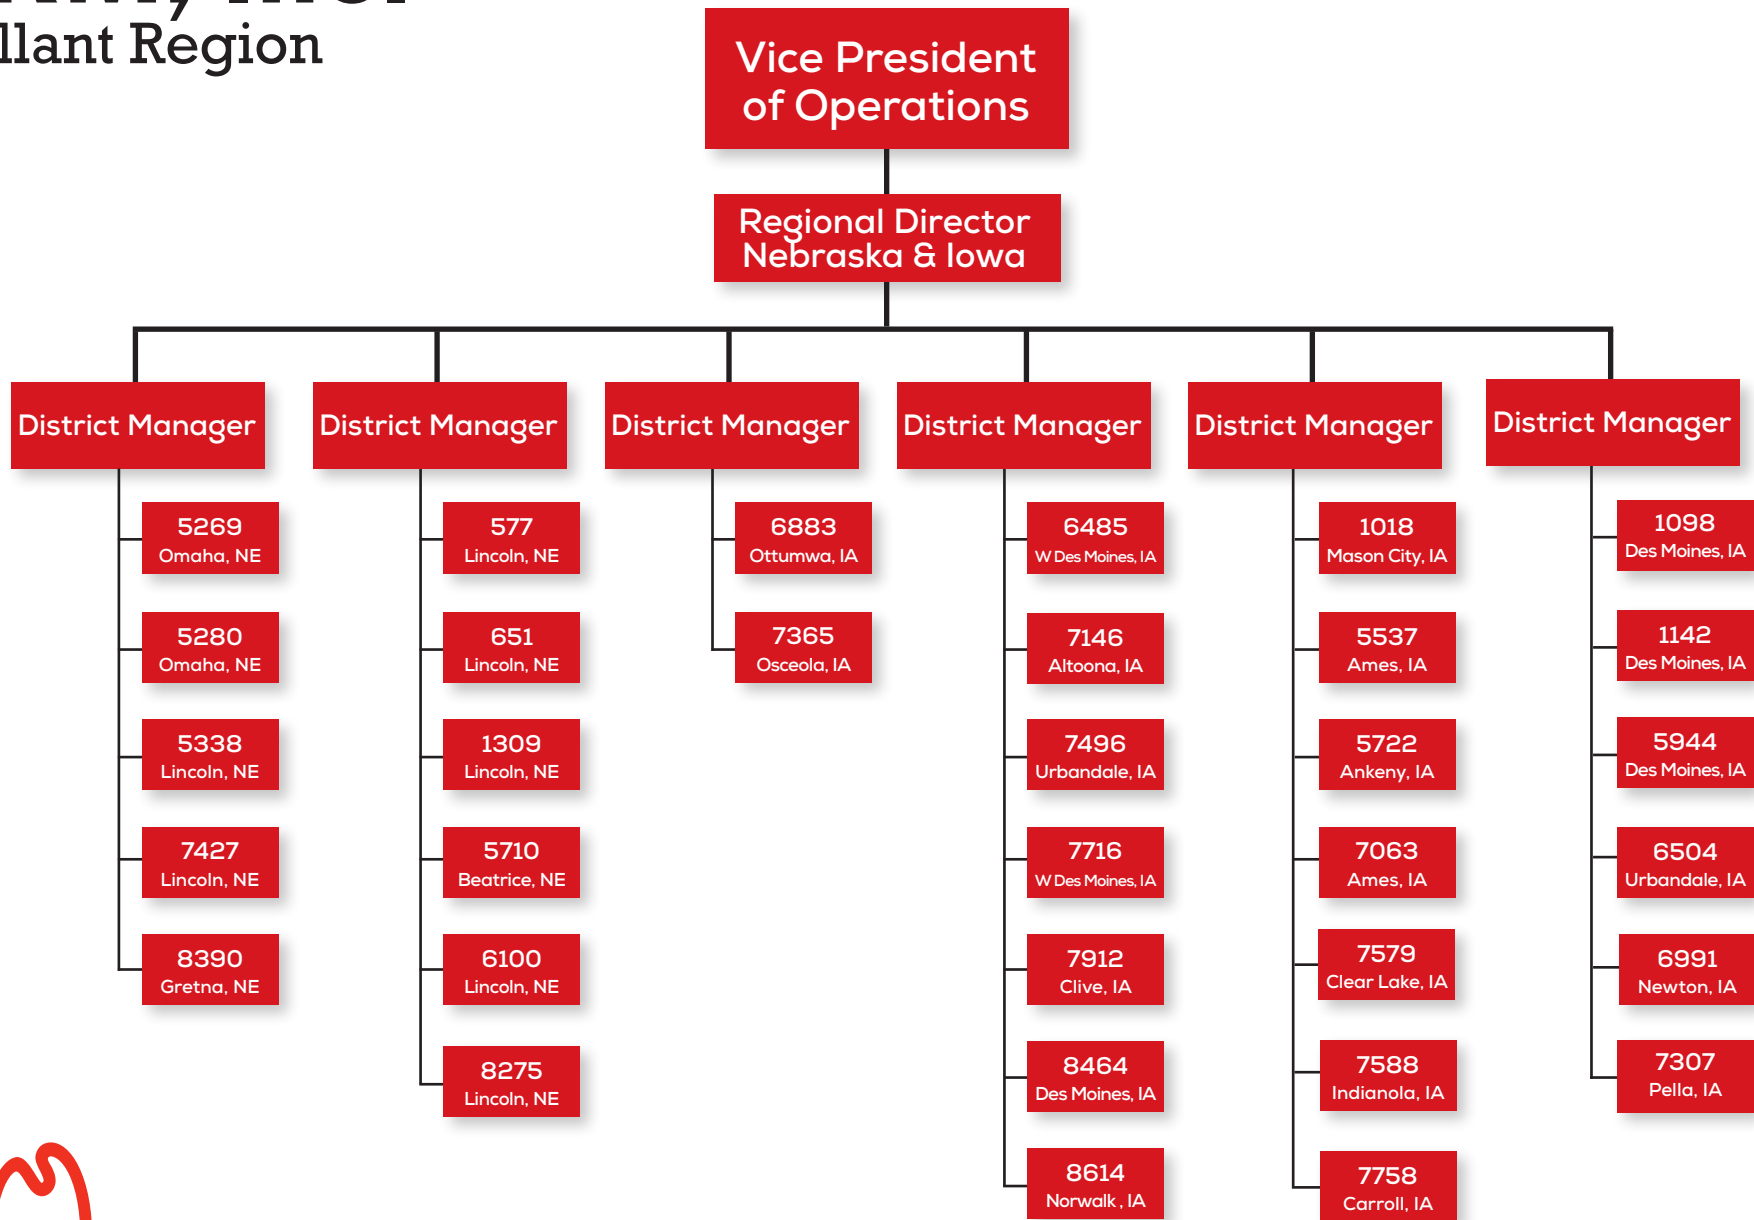 llant Region
Vice President
of Operations
Regional Director
Nebraska & Iowa
District Manager
5269
Omaha, NE
5280
Omaha, NE
5338
Lincoln, NE
7427
Lincoln, NE
8390
Gretna, NE
District Manager
577
Lincoln, NE
651
Lincoln, NE
1309
Lincoln, NE
5710
Beatrice, NE
6100
Lincoln, NE
8275
Lincoln, NE
District Manager
6883
Ottumwa, IA
7365
Osceola, IA
District Manager
6485
W Des Moines, IA
7146
Altoona, IA
7496
Urbandale, IA
7716
W Des Moines, IA
7912
Clive, IA
8464
Des Moines, IA
8614
Norwalk, IA
District Manager
1018
Mason City, IA
5537
Ames, IA
5722
Ankeny, IA
7063
Ames, IA
7579
Clear Lake, IA
7588
Indianola, IA
7758
Carroll, IA
District Manager
1098
Des Moines, IA
1142
Des Moines, IA
5944
Des Moines, IA
6504
Urbandale, IA
6991
Newton, IA
7307
Pella, IA